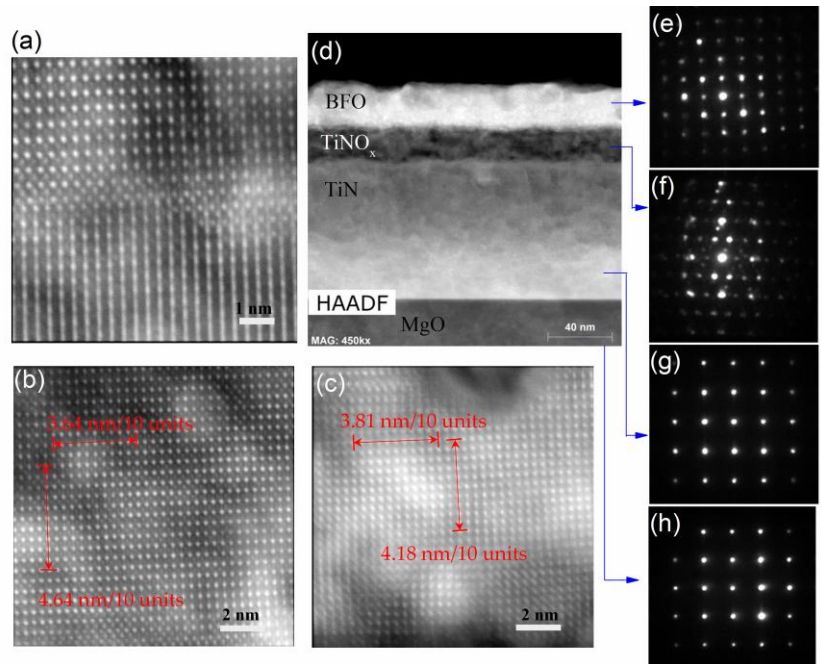 (a)
1 nm
(b)
3.64 nm/10 units
4.64 nm/10 units
2 nm
(c)
3.81 nm/10 units
4.18 nm/10 units
2 nm
(d)
BFO
TiNOx
TiN
HAADF
MgO
MAG: 450kx
40 nm
(e)
(f)
(g)
(h)